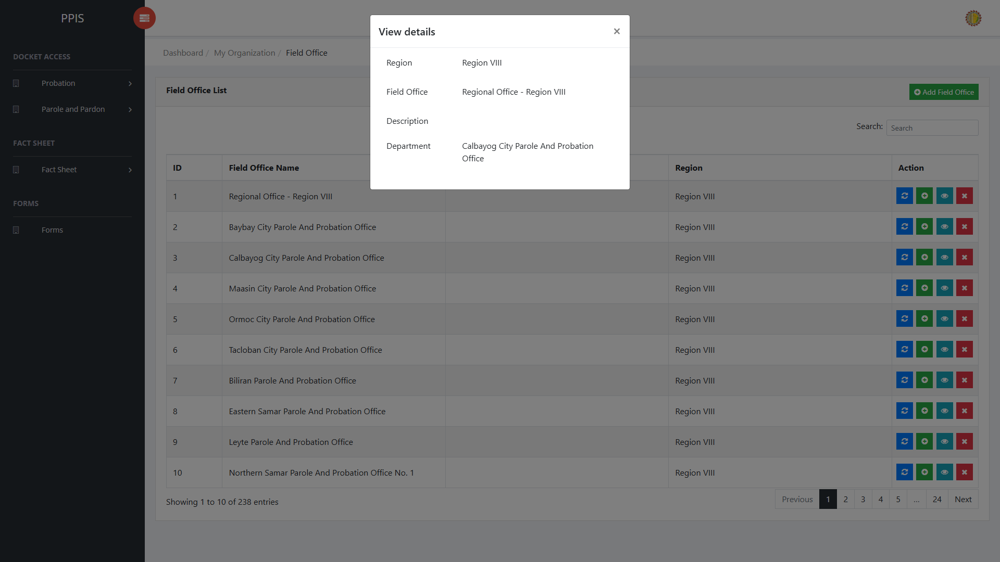 PPIS
DOCKET ACCESS
Probation
Parole and Pardon
FACT SHEET
Fact Sheet
FORMS
Forms
Dashboard / My Organization / Field Office
View details ×
Region Region VIII
Field Office Regional Office - Region VIII
Description
Department Calbayog City Parole And Probation
Office
Field Office List
Add Field Office
Search: Search
ID Field Office Name Region Action
1 Regional Office - Region VIII Region VIII
2 Baybay City Parole And Probation Office Region VIII
3 Calbayog City Parole And Probation Office Region VIII
4 Maasin City Parole And Probation Office Region VIII
5 Ormoc City Parole And Probation Office Region VIII
6 Tacloban City Parole And Probation Office Region VIII
7 Biliran Parole And Probation Office Region VIII
8 Eastern Samar Parole And Probation Office Region VIII
9 Leyte Parole And Probation Office Region VIII
10 Northern Samar Parole And Probation Office No. 1 Region VIII
Showing 1 to 10 of 238 entries
Previous 1 2 3 4 5 ... 24 Next